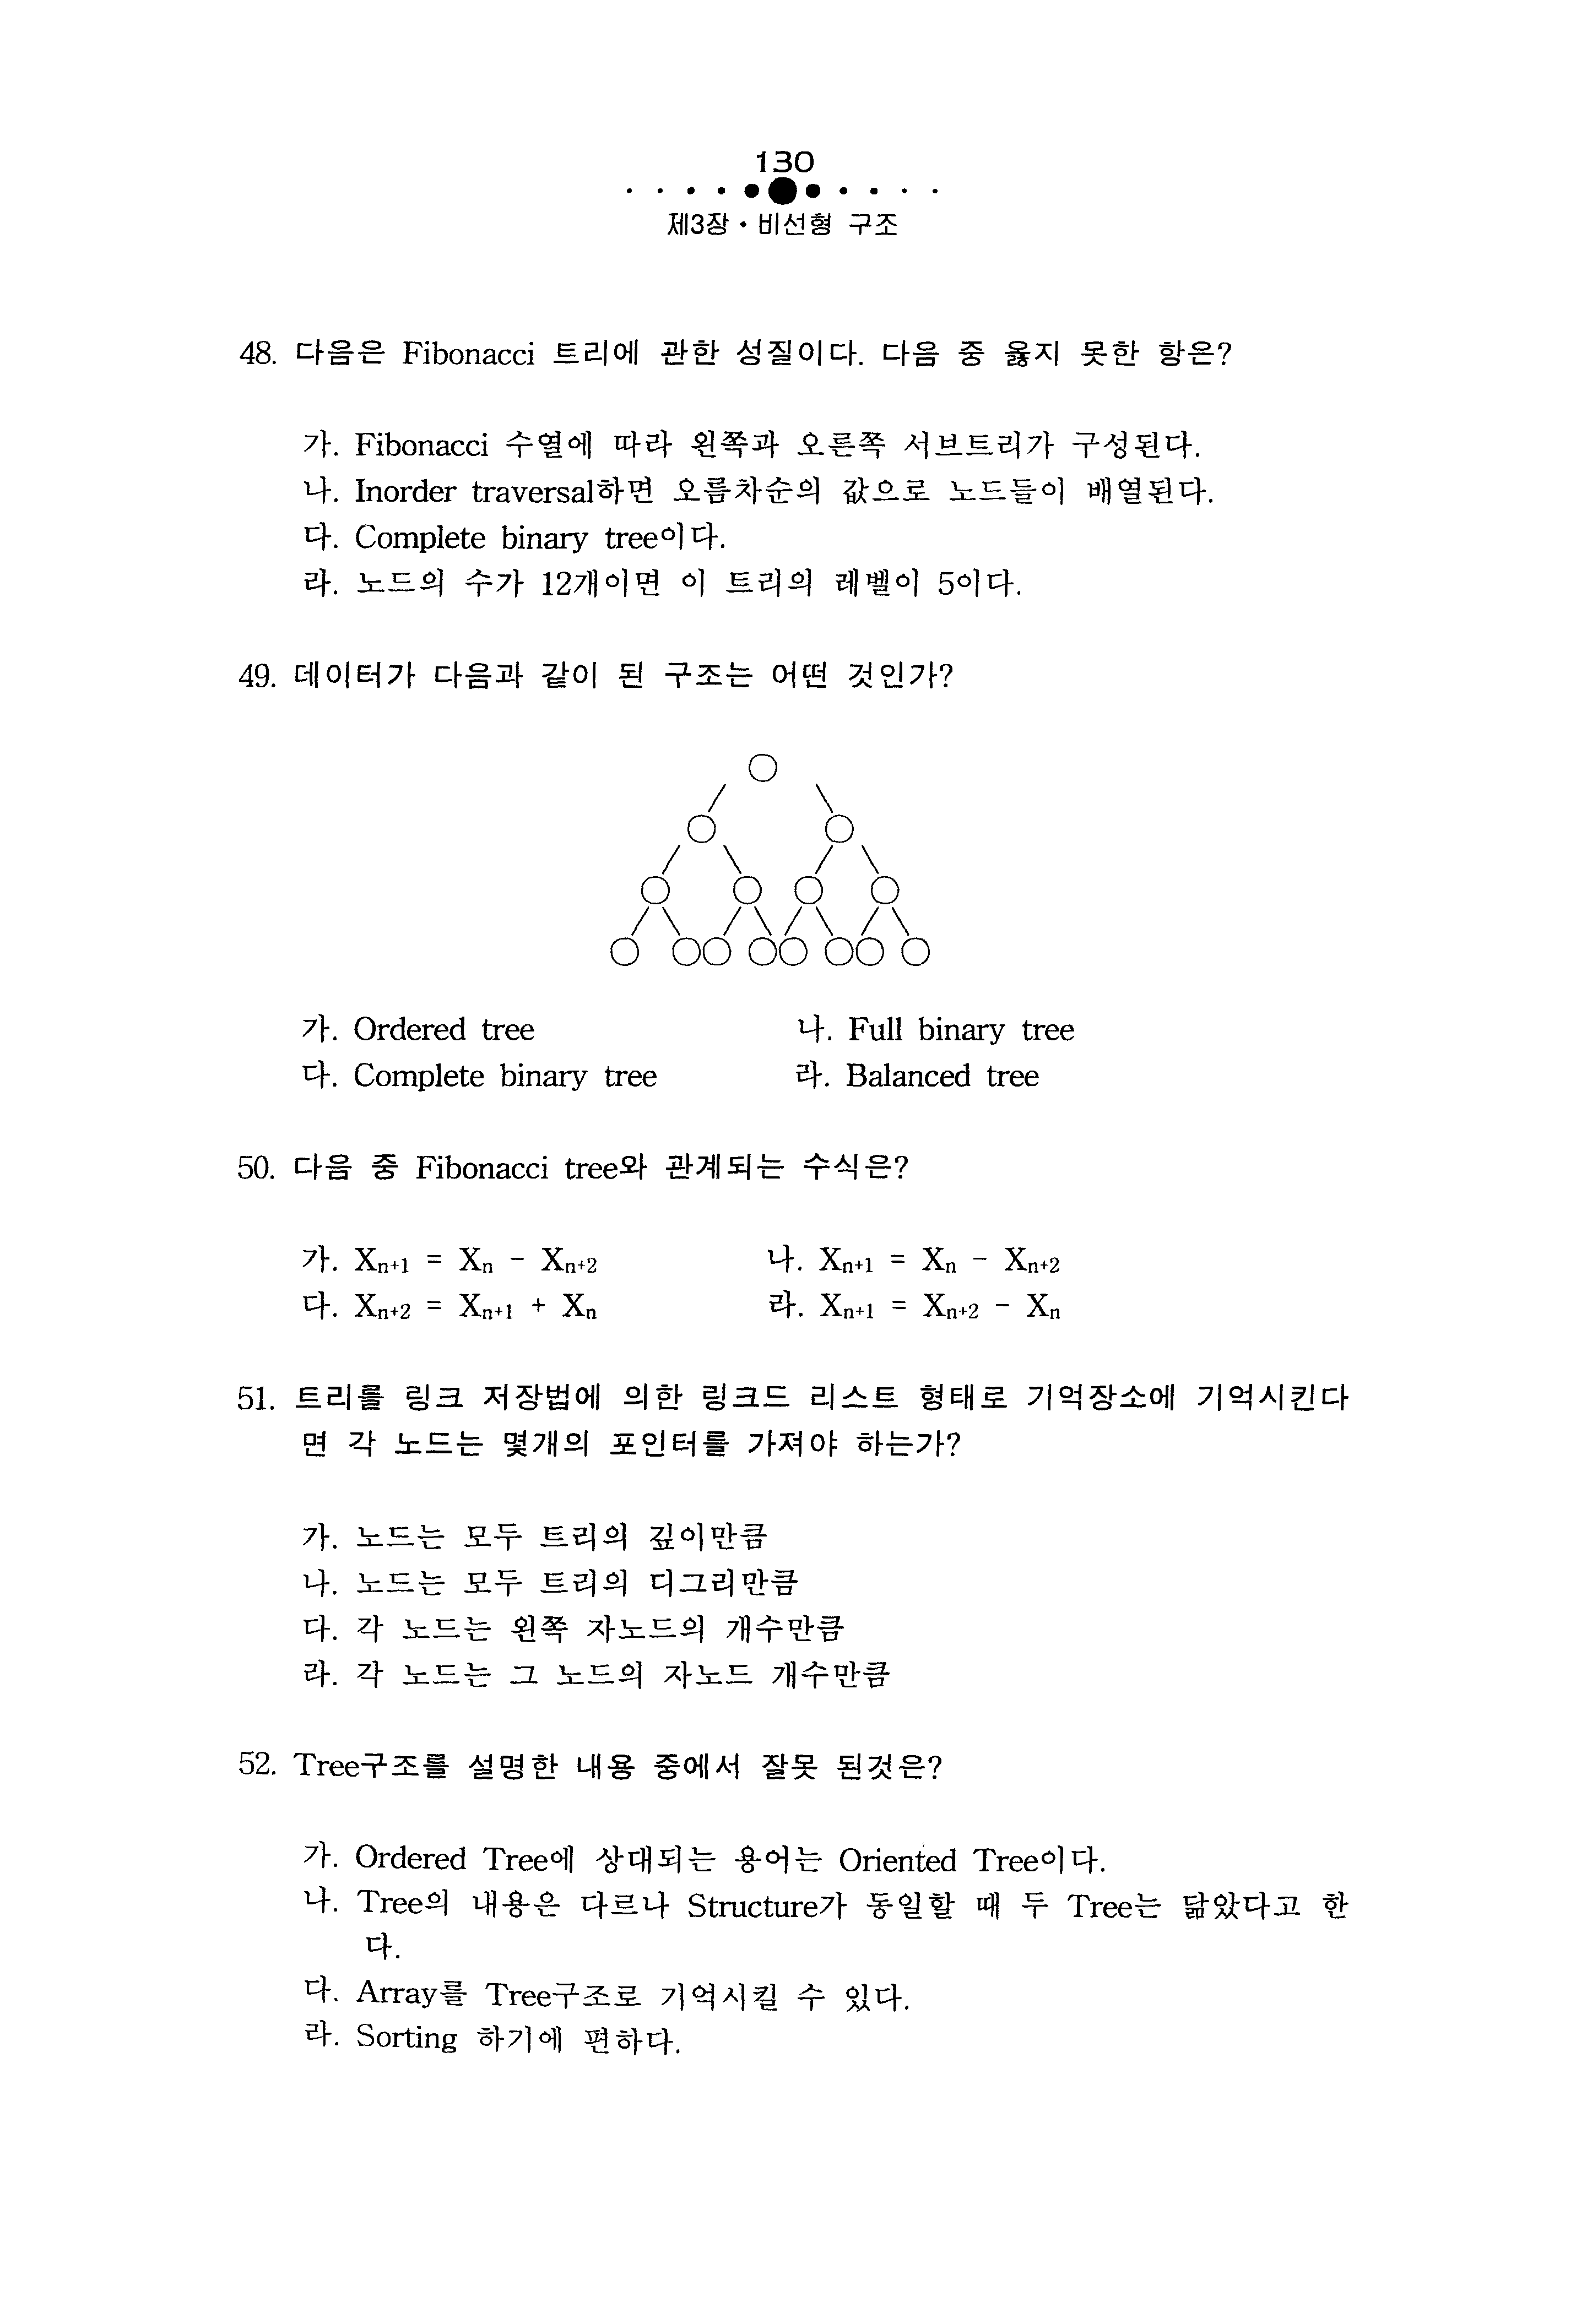 130
제3장 • 비선형 구조
48. 다음은 Fibonacci 트리에 관한 성질이다. 다음 중 옳지 못한 항은?
가. Fibonacci 수열에 따라 왼쪽과 오른쪽 서브트리가 구성된다.
나. Inorder traversal하면 오름차순의 값으로 노드들이 배열된다.
다. Complete binary tree이다.
라. 노드의 수가 12개이면 이 트리의 레벨이 5이다.
49. 데이터가 다음과 같이 된 구조는 어떤 것인가?
가. Ordered tree 나. Full binary tree
다. Complete binary tree 라. Balanced tree
50. 다음 중 Fibonacci tree와 관계되는 수식은?
가. Xₙ₊₁ = Xₙ - Xₙ₊₂ 나. Xₙ₊₁ = Xₙ - Xₙ₊₂
다. Xₙ₊₂ = Xₙ₊₁ + Xₙ 라. Xₙ₊₁ = Xₙ₊₂ - Xₙ
51. 트리를 링크 저장법에 의한 링크드 리스트 형태로 기억장소에 기억시킨다
면 각 노드는 몇개의 포인터를 가져야 하는가?
가. 노드는 모두 트리의 깊이만큼
나. 노드는 모두 트리의 디그리만큼
다. 각 노드는 왼쪽 자노드의 개수만큼
라. 각 노드는 그 노드의 자노드 개수만큼
52. Tree구조를 설명한 내용 중에서 잘못 된것은?
가. Ordered Tree에 상대되는 용어는 Oriented Tree이다.
나. Tree의 내용은 다르나 Structure가 동일할 때 두 Tree는 닮았다고 한
다.
다. Array를 Tree구조로 기억시킬 수 있다.
라. Sorting 하기에 편하다.